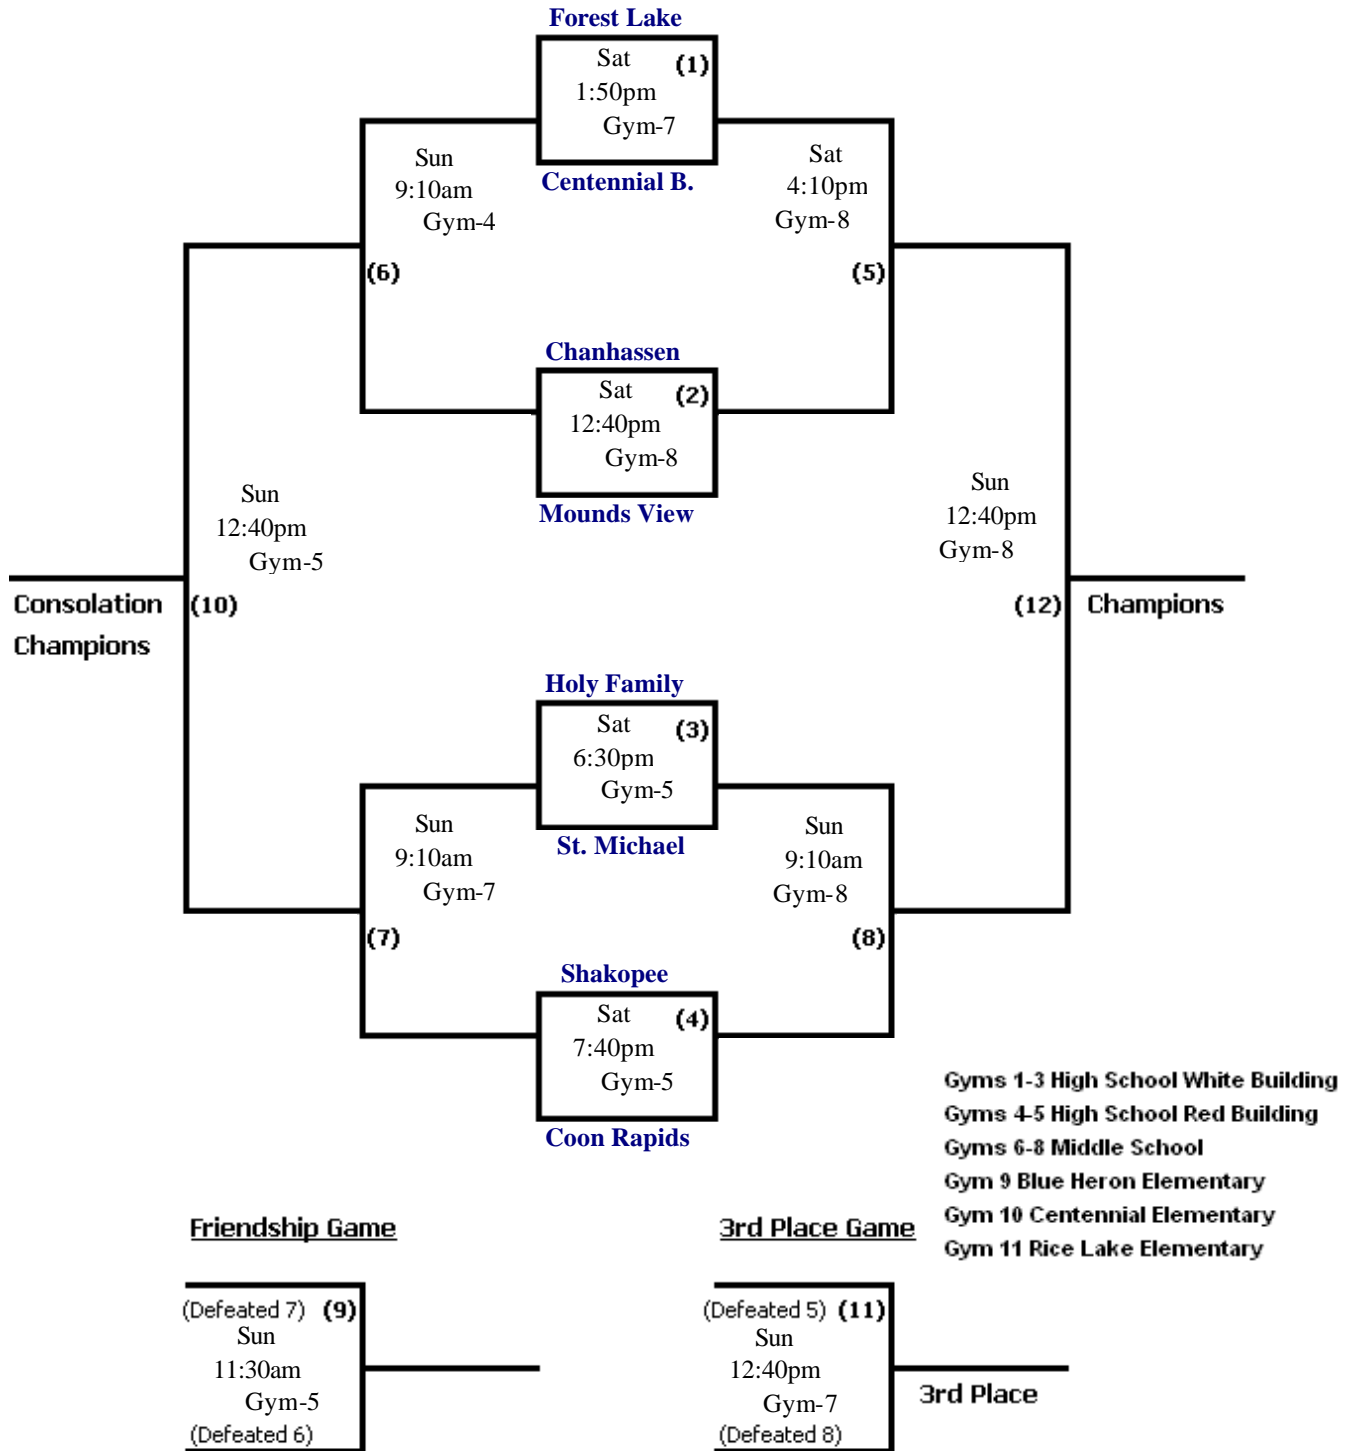 Forest Lake
Sat
(1)
1:50pm
Gym-7
Centennial B.
Sun
9:10am
Gym-4
(6)
Sat
4:10pm
Gym-8
(5)
Chanhassen
Sat
(2)
12:40pm
Gym-8
Mounds View
Sun
12:40pm
Gym-5
(10)
Consolation
Champions
Sun
12:40pm
Gym-8
(12)
Champions
Holy Family
Sat
(3)
6:30pm
Gym-5
St. Michael
Sun
9:10am
Gym-7
(7)
Sun
9:10am
Gym-8
(8)
Shakopee
Sat
(4)
7:40pm
Gym-5
Coon Rapids
Gyms 1-3 High School White Building
Gyms 4-5 High School Red Building
Gyms 6-8 Middle School
Gym 9 Blue Heron Elementary
Gym 10 Centennial Elementary
Gym 11 Rice Lake Elementary
Friendship Game
(Defeated 7) (9)
Sun
11:30am
Gym-5
(Defeated 6)
3rd Place Game
(Defeated 5) (11)
Sun
12:40pm
Gym-7
(Defeated 8)
3rd Place